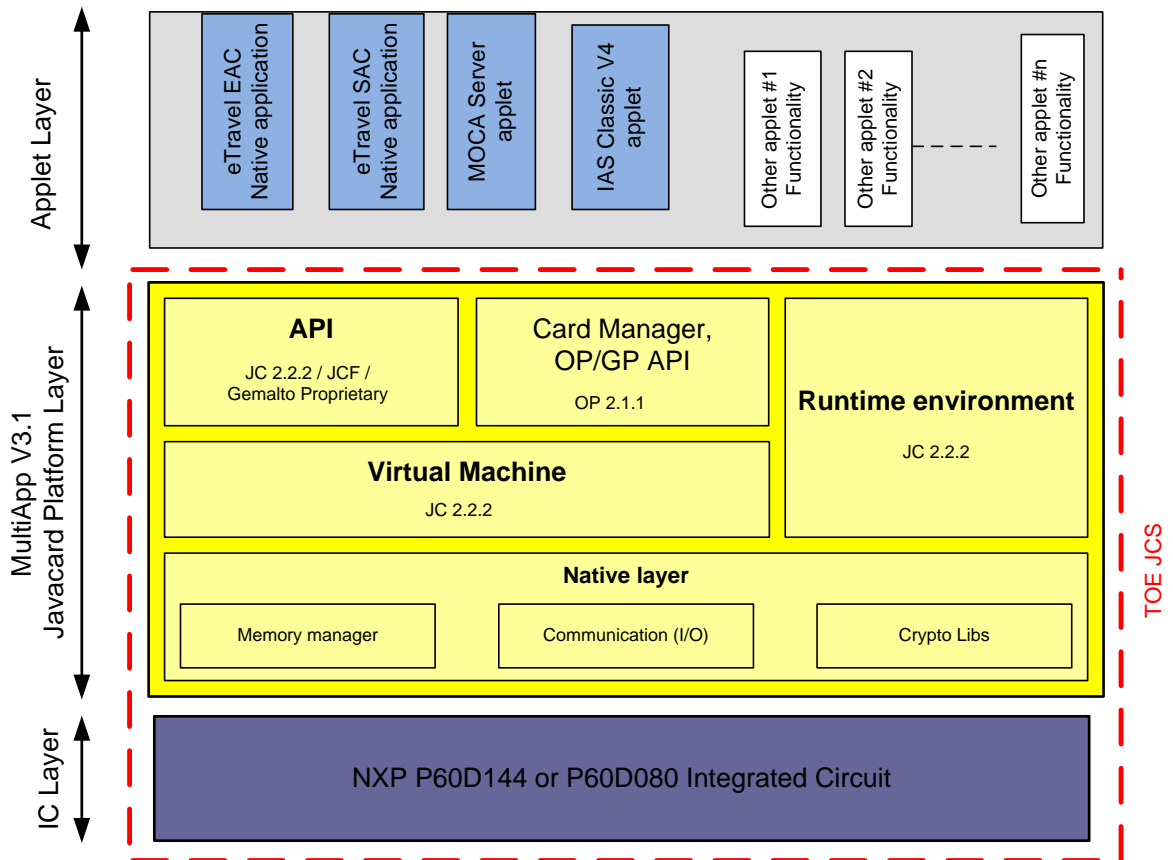 Applet Layer
eTravel EAC
Native application
eTravel SAC
Native application
MOCA Server
applet
IAS Classic V4
applet
Other applet #1
Functionality
Other applet #2
Functionality
Other applet #n
Functionality
MultiApp V3.1
Javacard Platform Layer
API
JC 2.2.2 / JCF /
Gemalto Proprietary
Card Manager,
OP/GP API
OP 2.1.1
Runtime environment
JC 2.2.2
Virtual Machine
JC 2.2.2
Native layer
Memory manager
Communication (I/O)
Crypto Libs
TOE JCS
IC Layer
NXP P60D144 or P60D080 Integrated Circuit